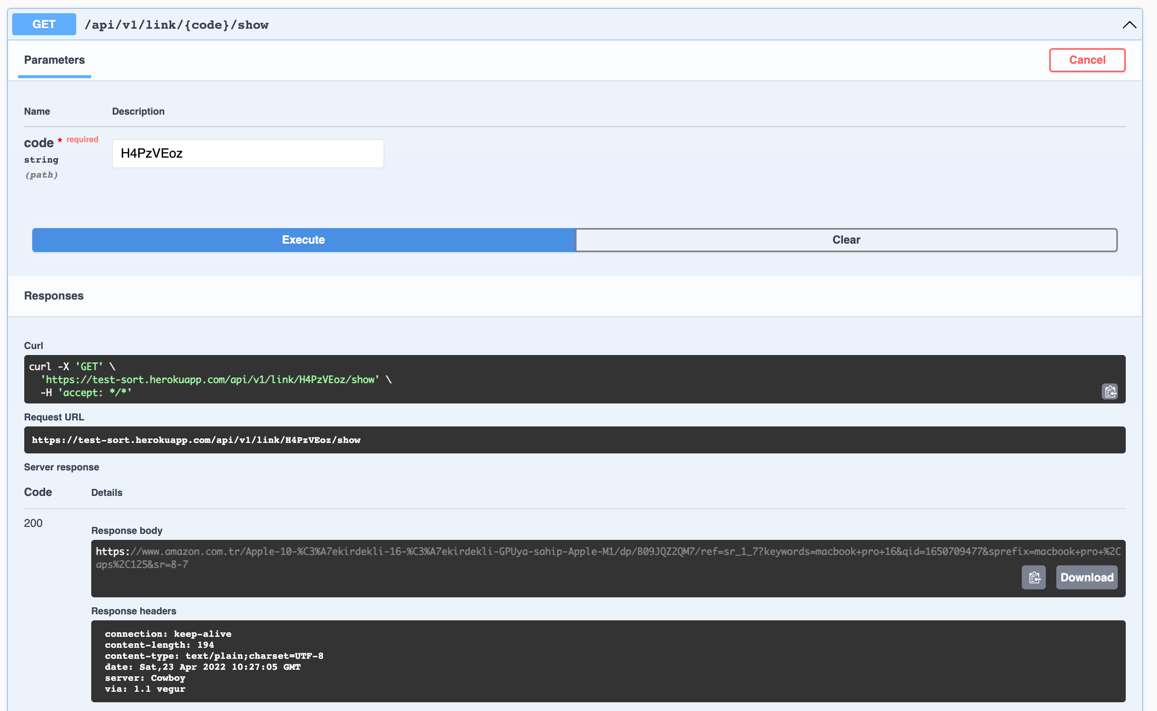 GET /api/v1/link/{code}/show
Parameters
Cancel
Name Description
code * required
string
(path)
H4PzVEoz
Execute Clear
Responses
Curl
curl -X 'GET' \
'https://test-sort.herokuapp.com/api/v1/link/H4PzVEoz/show' \
-H 'accept: */*'
Request URL
https://test-sort.herokuapp.com/api/v1/link/H4PzVEoz/show
Server response
Code Details
200
Response body
https://www.amazon.com.tr/Apple-10-%C3%A7ekirdekli-16-%C3%A7ekirdekli-GPUya-sahip-Apple-M1/dp/B09JQZ2QM7/ref=sr_1_7?keywords=macbook+pro+16&qid=1650709477&sprefix=macbook+pro+%2C
aps%2C125&sr=8-7
Download
Response headers
connection: keep-alive
content-length: 194
content-type: text/plain;charset=UTF-8
date: Sat,23 Apr 2022 10:27:05 GMT
server: Cowboy
via: 1.1 vegur